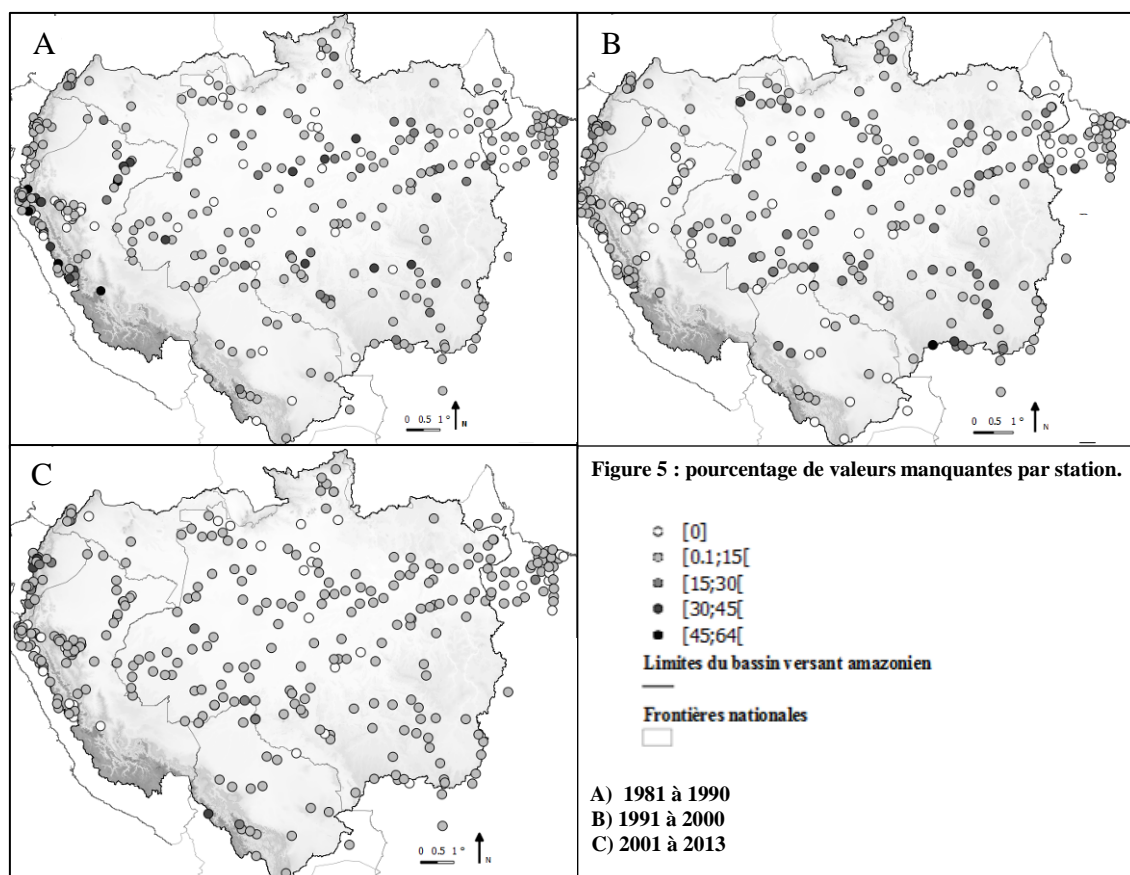 A
0 0.5 1 °
N
B
0 0.5 1 °
N
C
0 0.5 1 °
N
Figure 5 : pourcentage de valeurs manquantes par station.
[0]
[0.1;15[
[15;30[
[30;45[
[45;64[
Limites du bassin versant amazonien
Frontières nationales
A) 1981 à 1990
B) 1991 à 2000
C) 2001 à 2013